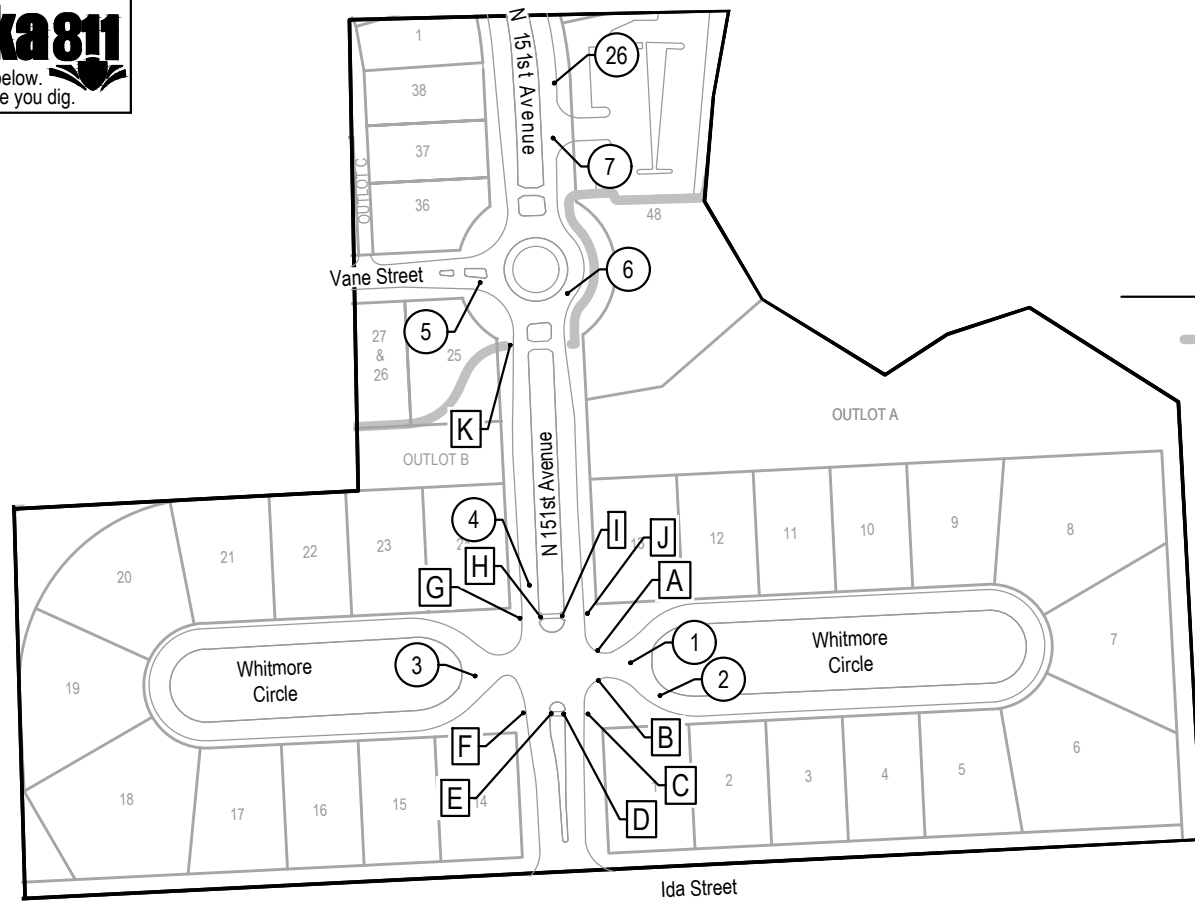 ka811
below.
e you dig.
N 151st Avenue
26
1
38
37
7
OUTLOT C
36
48
Vane Street
6
5
27
&
26
25
K
OUTLOT A
OUTLOT B
N 151st Avenue
4
I
J
13
12
11
10
9
8
21
22
23
20
H
G
A
1
7
Whitmore
Circle
3
Whitmore
Circle
2
19
F
B
C
E
D
6
18
17
16
15
14
2
3
4
5
Ida Street